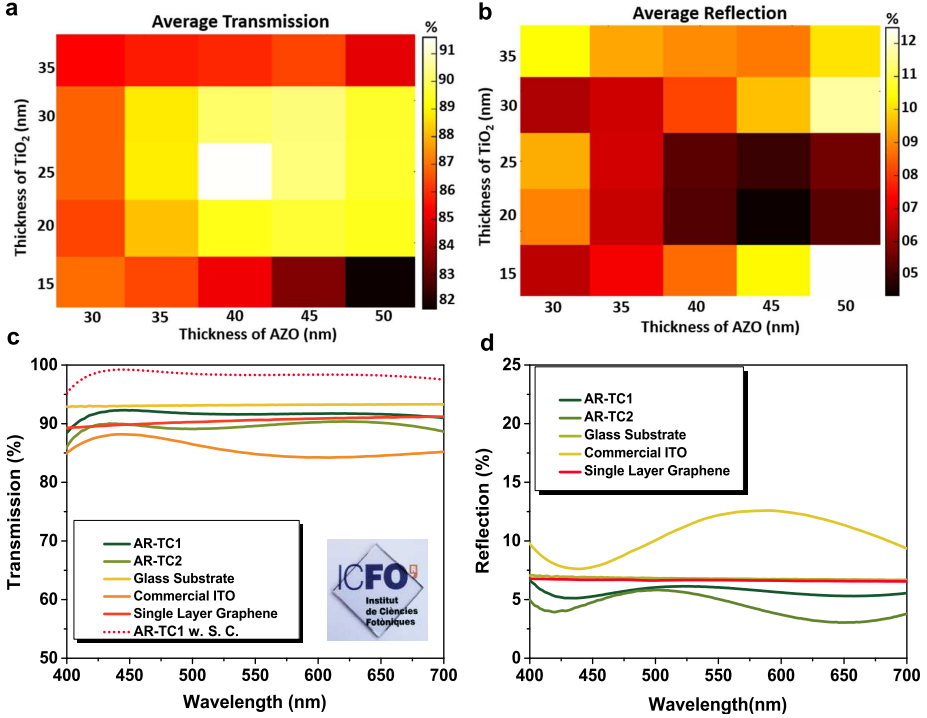 a
Average Transmission
%
Thickness of TiO2 (nm)
35
30
25
20
15
30 35 40 45 50
Thickness of AZO (nm)
91
90
89
88
87
86
85
84
83
82
b
Average Reflection
%
Thickness of TiO2 (nm)
35
30
25
20
15
30 35 40 45 50
Thickness of AZO (nm)
12
11
10
09
08
07
06
05
c
Transmission (%)
100
90
80
70
60
50
AR-TC1
AR-TC2
Glass Substrate
Commercial ITO
Single Layer Graphene
AR-TC1 w. S. C.
ICFO
Institut
de Ciències
Fotòniques
400 450 500 550 600 650 700
Wavelength (nm)
d
Reflection (%)
25
20
15
10
5
0
AR-TC1
AR-TC2
Glass Substrate
Commercial ITO
Single Layer Graphene
400 450 500 550 600 650 700
Wavelength(nm)